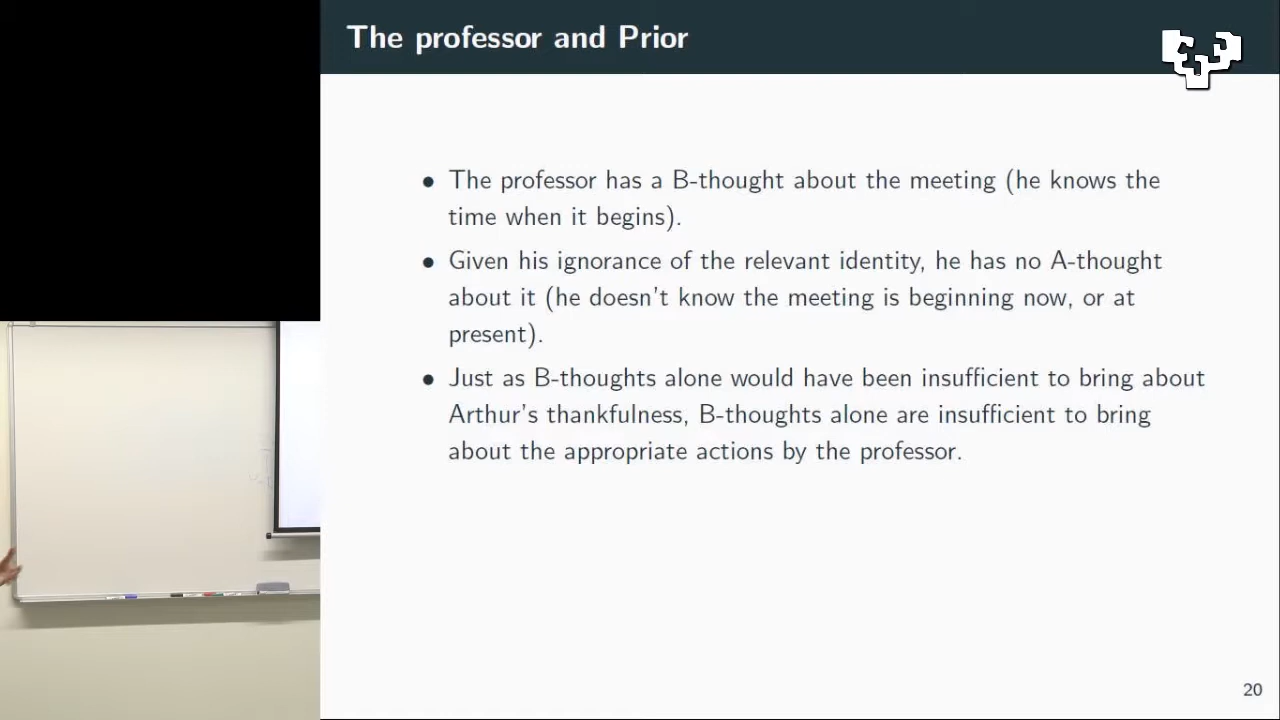 The professor and Prior
• The professor has a B-thought about the meeting (he knows the
time when it begins).
• Given his ignorance of the relevant identity, he has no A-thought
about it (he doesn't know the meeting is beginning now, or at
present).
• Just as B-thoughts alone would have been insufficient to bring about
Arthur's thankfulness, B-thoughts alone are insufficient to bring
about the appropriate actions by the professor.
20